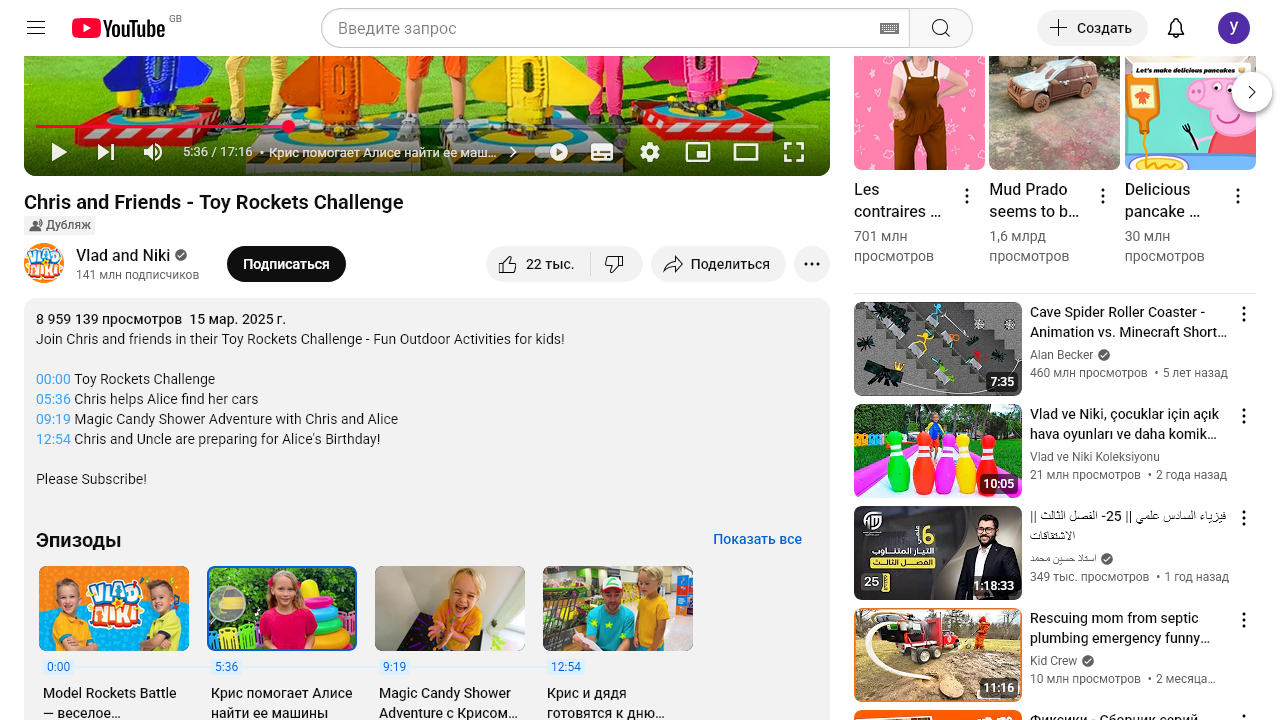 YouTube GB
Введите запрос
Создать
y
Let's make delicious pancakes
5:36 / 17:16 • Крис помогает Алисе найти ее маш...
Chris and Friends - Toy Rockets Challenge
Дубляж
Vlad and Niki
141 млн подписчиков
Подписаться
22 тыс.
Поделиться
8 959 139 просмотров 15 мар. 2025 г.
Join Chris and friends in their Toy Rockets Challenge - Fun Outdoor Activities for kids!
00:00 Toy Rockets Challenge
05:36 Chris helps Alice find her cars
09:19 Magic Candy Shower Adventure with Chris and Alice
12:54 Chris and Uncle are preparing for Alice's Birthday!
Please Subscribe!
Эпизоды
Показать все
VLAD NIKI
0:00
Model Rockets Battle
— веселое...
5:36
Крис помогает Алисе
найти ее машины
9:19
Magic Candy Shower
Adventure с Крисом...
12:54
Крис и дядя
готовятся к дню...
Les
contraires ...
701 млн
просмотров
Mud Prado
seems to b...
1,6 млрд
просмотров
Delicious
pancake ...
30 млн
просмотров
7:35
Cave Spider Roller Coaster -
Animation vs. Minecraft Short...
Alan Becker
460 млн просмотров • 5 лет назад
10:05
Vlad ve Niki, çocuklar için açık
hava oyunları ve daha komik...
Vlad ve Niki Koleksiyonu
21 млн просмотров • 2 года назад
6 علمي
التيار المتناوب
الفصل الثالث
25
1:18:33
فيزياء السادس علمي || 25- الفصل الثالث ||
الاشتقاقات
استاذ حسين محمد
349 тыс. просмотров • 1 год назад
11:16
Rescuing mom from septic
plumbing emergency funny...
Kid Crew
10 млн просмотров • 2 месяца...
Фиксики - Сборник серий